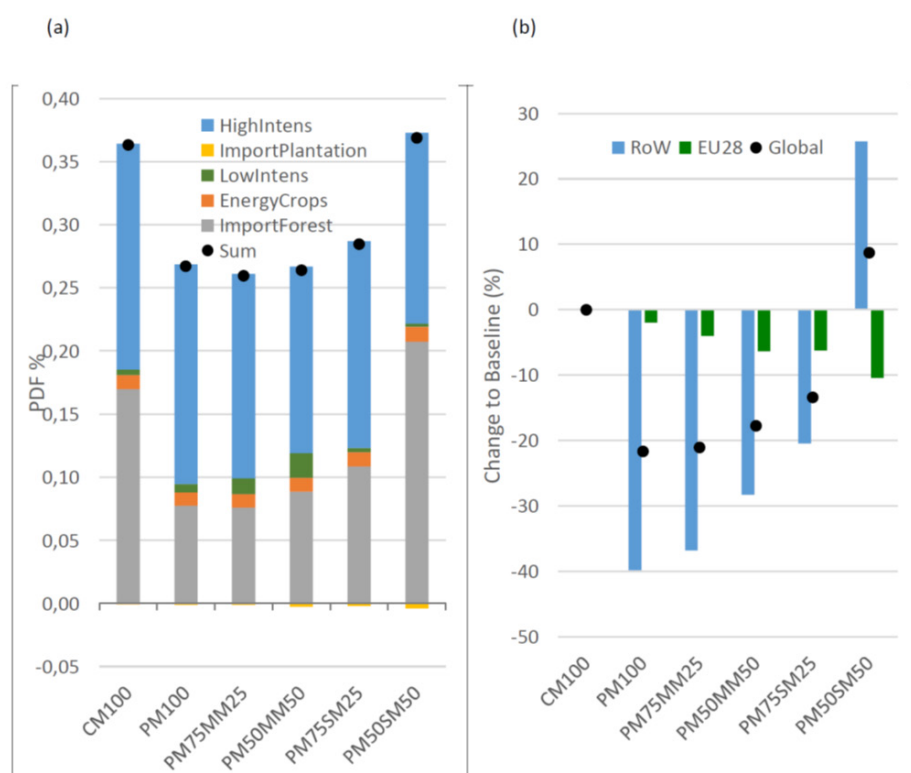 (a)
PDF %
0,40
0,35
0,30
0,25
0,20
0,15
0,10
0,05
0,00
-0,05
HighIntens
ImportPlantation
LowIntens
EnergyCrops
ImportForest
Sum
CM100
PM100
PM75MM25
PM50MM50
PM75SM25
PM50SM50
(b)
Change to Baseline (%)
30
20
10
0
-10
-20
-30
-40
-50
RoW EU28 Global
CM100
PM100
PM75MM25
PM50MM50
PM75SM25
PM50SM50